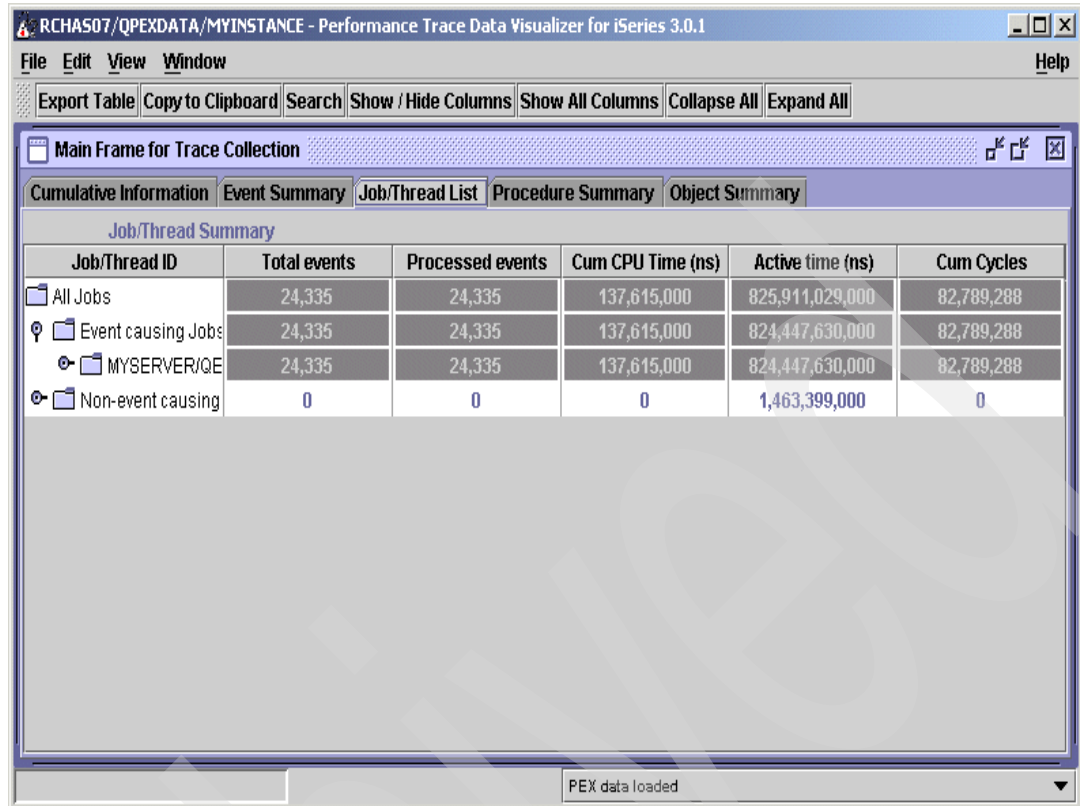 RCHAS07/QPEXDATA/MYINSTANCE - Performance Trace Data Visualizer for iSeries 3.0.1
File Edit View Window Help
Export Table Copy to Clipboard Search Show / Hide Columns Show All Columns Collapse All Expand All
Main Frame for Trace Collection
Cumulative Information Event Summary Job/Thread List Procedure Summary Object Summary
Job/Thread Summary
Job/Thread ID Total events Processed events Cum CPU Time (ns) Active time (ns) Cum Cycles
All Jobs 24,335 24,335 137,615,000 825,911,029,000 82,789,288
Event causing Jobs 24,335 24,335 137,615,000 824,447,630,000 82,789,288
MYSERVER/QE 24,335 24,335 137,615,000 824,447,630,000 82,789,288
Non-event causing 0 0 0 1,463,399,000 0
PEX data loaded